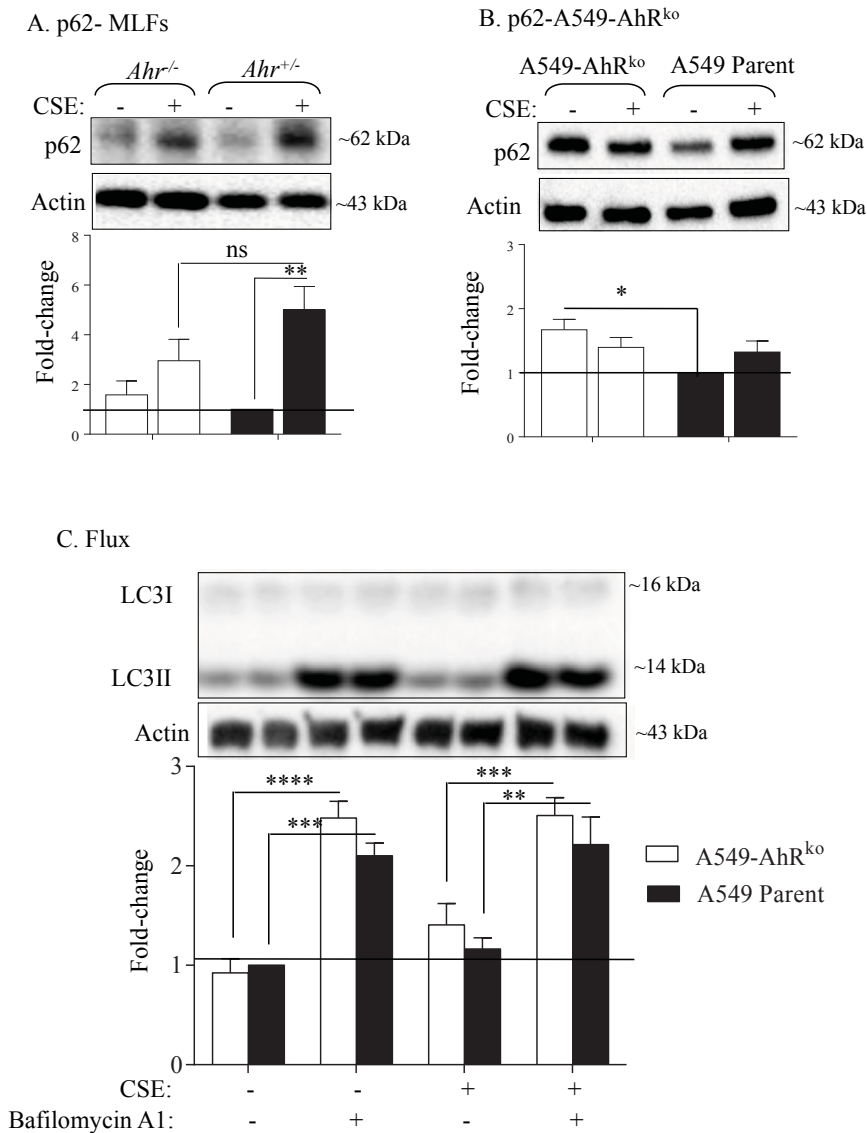 A. p62- MLFs
Ahr-/- Ahr+/-
CSE: - + - +
p62 ~62 kDa
Actin ~43 kDa
Fold-change
8
6
4
2
0
ns
**
B. p62-A549-AhRko
A549-AhRko A549 Parent
CSE: - + - +
p62 ~62 kDa
Actin ~43 kDa
Fold-change
3
2
1
0
*
C. Flux
LC3I ~16 kDa
LC3II ~14 kDa
Actin ~43 kDa
Fold-change
3
2
1
0
**** ***
*** **
A549-AhRko
A549 Parent
CSE: - - + +
Bafilomycin A1: - + - +